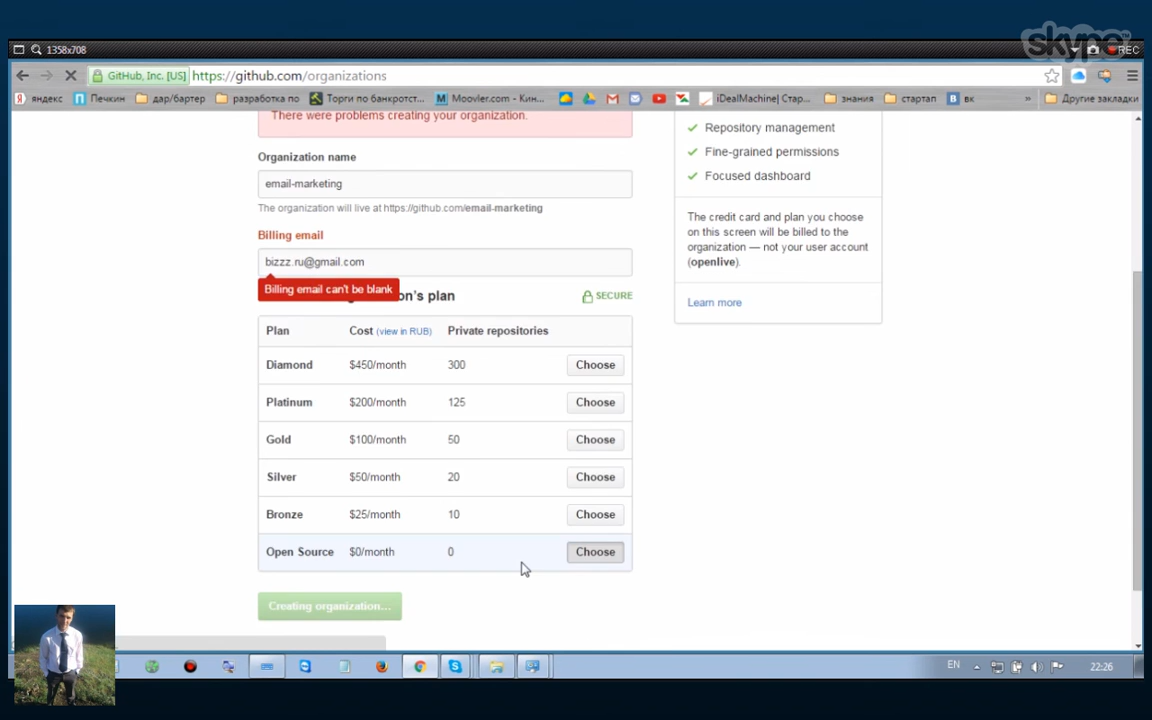 skype™
1358x708
REC
GitHub, Inc. [US] https://github.com/organizations
яндекс Печкин дар/бартер разработка по Торги по банкротст... Moovler.com - Кин... iDealMachine| Стар... знания стартап вк » Другие закладки
There were problems creating your organization.
Organization name
email-marketing
The organization will live at https://github.com/email-marketing
Billing email
bizzz.ru@gmail.com
Billing email can't be blank
on's plan
SECURE
Plan Cost (view in RUB) Private repositories
Diamond $450/month 300 Choose
Platinum $200/month 125 Choose
Gold $100/month 50 Choose
Silver $50/month 20 Choose
Bronze $25/month 10 Choose
Open Source $0/month 0 Choose
Creating organization...
Repository management
Fine-grained permissions
Focused dashboard
The credit card and plan you choose
on this screen will be billed to the
organization — not your user account
(openlive).
Learn more
EN
22:26